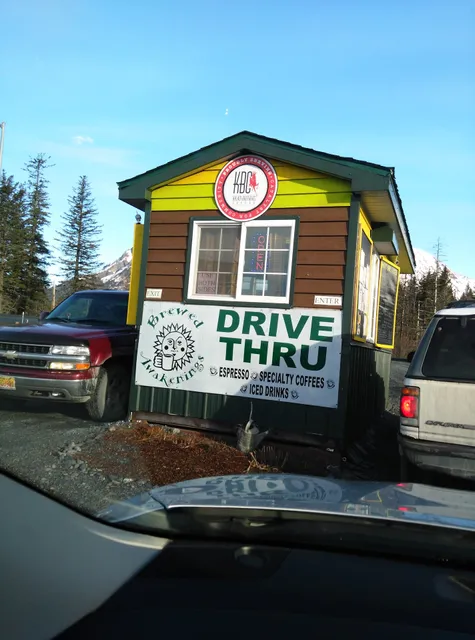 KBC
OPEN
EXIT
ENTER
Brewed
Awakenings
DRIVE
THRU
ESPRESSO SPECIALTY COFFEES
ICED DRINKS